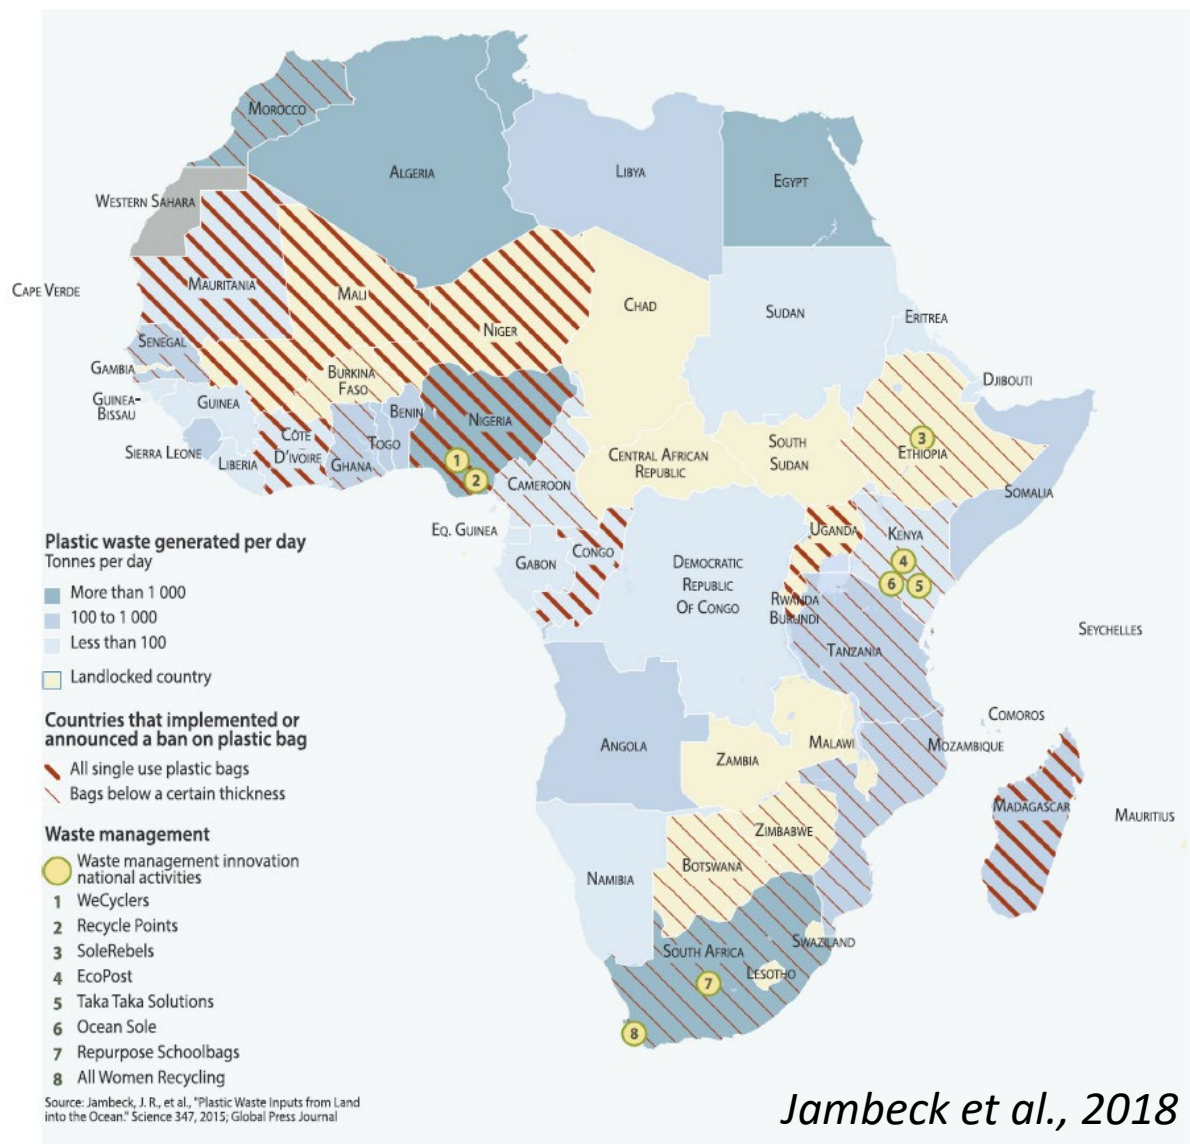 MOROCCO
ALGERIA
LIBYA
EGYPT
WESTERN SAHARA
CAPE VERDE
MAURITANIA
MALI
NIGER
CHAD
SUDAN
ERITREA
SENEGAL
GAMBIA
GUINEA-
BISSAU
GUINEA
BURKINA
FASO
BENIN
NIGERIA
DJIBOUTI
SIERRA LEONE
LIBERIA
CÔTE
D'IVOIRE
GHANA
TOGO
1
2
CAMEROON
CENTRAL AFRICAN
REPUBLIC
SOUTH
SUDAN
3
ETHIOPIA
SOMALIA
EQ. GUINEA
GABON
CONGO
DEMOCRATIC
REPUBLIC
OF CONGO
UGANDA
KENYA
4
6
5
RWANDA
BURUNDI
TANZANIA
SEYCHELLES
ANGOLA
ZAMBIA
MALAWI
MOZAMBIQUE
COMOROS
MADAGASCAR
MAURITIUS
NAMIBIA
BOTSWANA
ZIMBABWE
SOUTH AFRICA
SWAZILAND
LESOTHO
7
8
Plastic waste generated per day
Tonnes per day
More than 1 000
100 to 1 000
Less than 100
Landlocked country
Countries that implemented or
announced a ban on plastic bag
All single use plastic bags
Bags below a certain thickness
Waste management
Waste management innovation
national activities
1 WeCyclers
2 Recycle Points
3 SoleRebels
4 EcoPost
5 Taka Taka Solutions
6 Ocean Sole
7 Repurpose Schoolbags
8 All Women Recycling
Source: Jambeck, J. R., et al., "Plastic Waste Inputs from Land
into the Ocean." Science 347, 2015; Global Press Journal
Jambeck et al., 2018